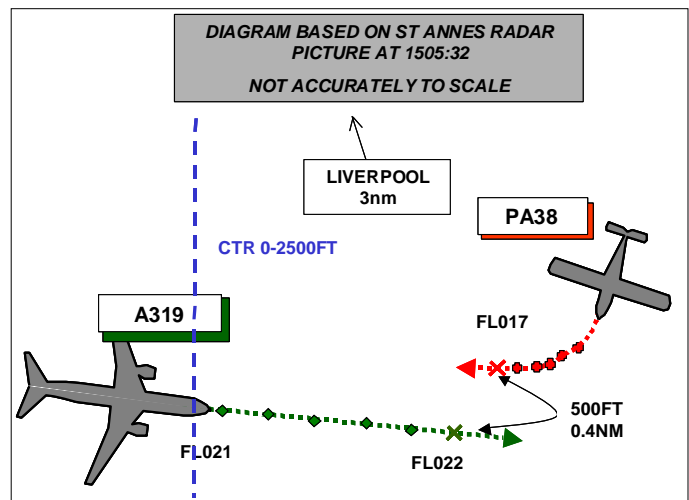 DIAGRAM BASED ON ST ANNES RADAR
PICTURE AT 1505:32
NOT ACCURATELY TO SCALE
LIVERPOOL
3nm
PA38
CTR 0-2500FT
A319
FL017
500FT
0.4NM
FL021
FL022